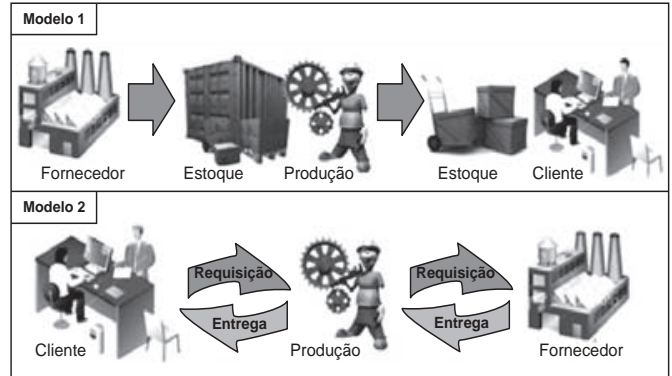 Modelo 1
Fornecedor Estoque Produção Estoque Cliente
Modelo 2
Requisição Requisição
Entrega Entrega
Cliente Produção Fornecedor